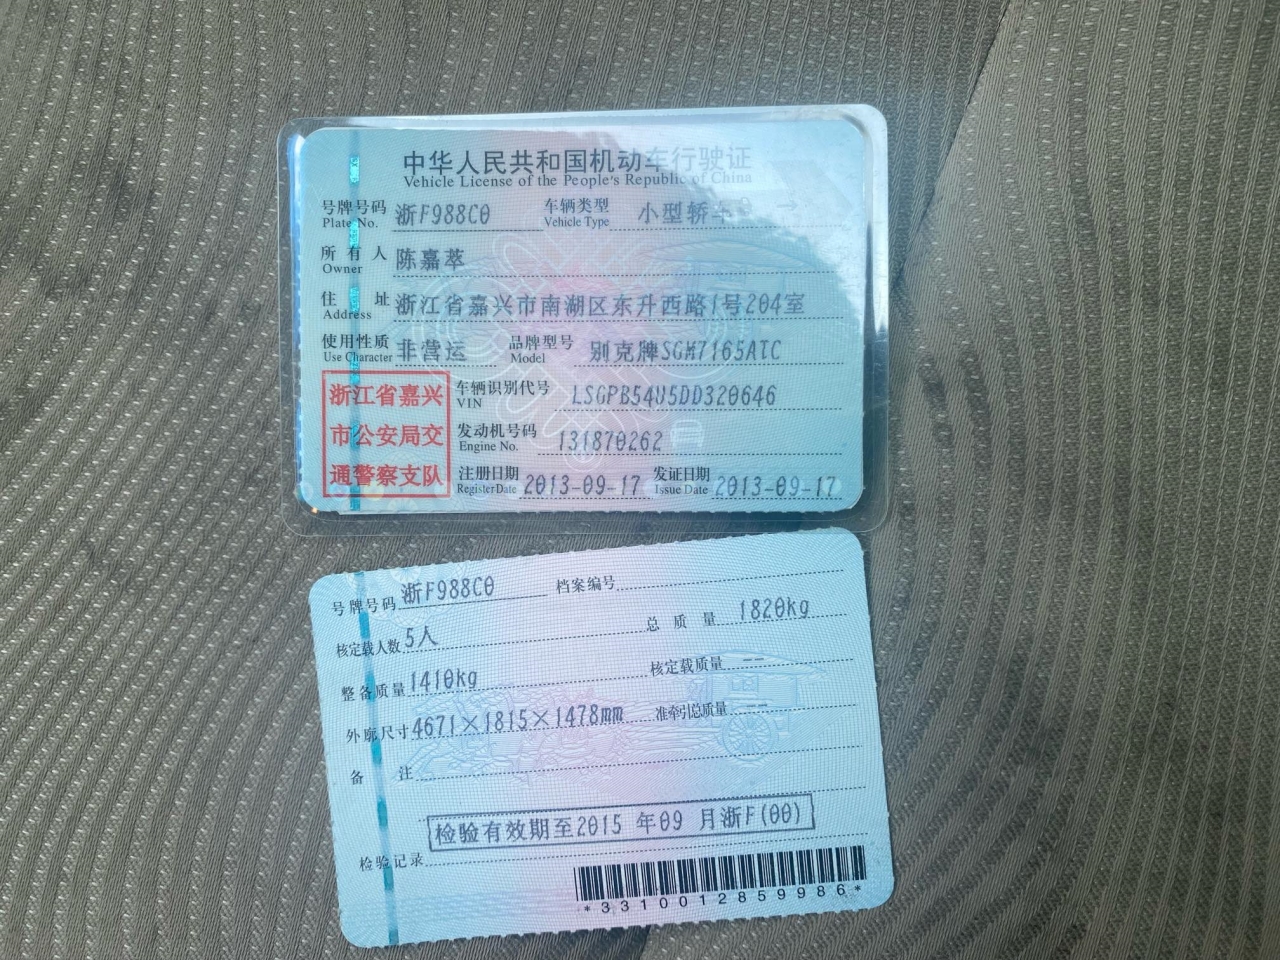 中华人民共和国机动车行驶证
Vehicle License of the People's Republic of China
号牌号码 浙F988C0 车辆类型 小型轿车
Plate No. Vehicle Type
所有人 陈嘉萃
Owner
住址 浙江省嘉兴市南湖区东升西路1号204室
Address
使用性质 非营运 品牌型号 别克牌SGM7165ATC
Use Character Model
浙江省嘉兴
市公安局交
通警察支队
车辆识别代号 LSGPB54U5DD320646
VIN
发动机号码 131870262
Engine No.
注册日期 2013-09-17 发证日期 2013-09-17
Register Date Issue Date
号牌号码 浙F988C0 档案编号
核定载人数 5人 总质量 1820kg
整备质量 1410kg 核定载质量 --
外廓尺寸 4671×1815×1478mm 准牵引总质量 --
备注
检验有效期至2015 年09 月浙F(00)
检验记录
*3310012859986*